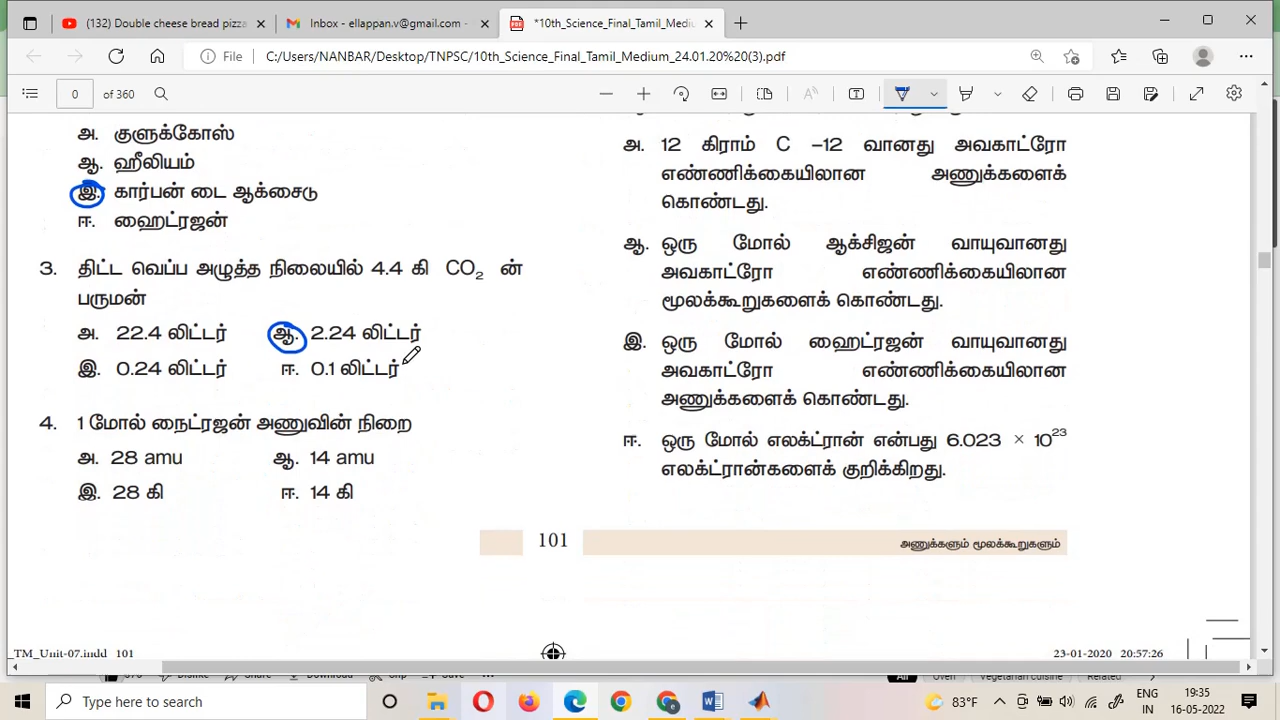 (132) Double cheese bread pizza
Inbox - ellappan.v@gmail.com -
*10th_Science_Final_Tamil_Mediu
File
C:/Users/NANBAR/Desktop/TNPSC/10th_Science_Final_Tamil_Medium_24.01.20%20(3).pdf
0 of 360
அ. குளுக்கோஸ்
ஆ. ஹீலியம்
இ. கார்பன் டை ஆக்சைடு
ஈ. ஹைட்ரஜன்
3. திட்ட வெப்ப அழுத்த நிலையில் 4.4 கி CO₂ ன்
பருமன்
அ. 22.4 லிட்டர் ஆ. 2.24 லிட்டர்
இ. 0.24 லிட்டர் ஈ. 0.1 லிட்டர்
4. 1 மோல் நைட்ரஜன் அணுவின் நிறை
அ. 28 amu ஆ. 14 amu
இ. 28 கி ஈ. 14 கி
அ. 12 கிராம் C –12 வானது அவகாட்ரோ
எண்ணிக்கையிலான அணுக்களைக்
கொண்டது.
ஆ. ஒரு மோல் ஆக்சிஜன் வாயுவானது
அவகாட்ரோ எண்ணிக்கையிலான
மூலக்கூறுகளைக் கொண்டது.
இ. ஒரு மோல் ஹைட்ரஜன் வாயுவானது
அவகாட்ரோ எண்ணிக்கையிலான
அணுக்களைக் கொண்டது.
ஈ. ஒரு மோல் எலக்ட்ரான் என்பது 6.023 × 10²³
எலக்ட்ரான்களைக் குறிக்கிறது.
101 அணுக்களும் மூலக்கூறுகளும்
TM_Unit-07.indd 101 23-01-2020 20:57:26
Type here to search
83°F
ENG
IN
19:35
16-05-2022